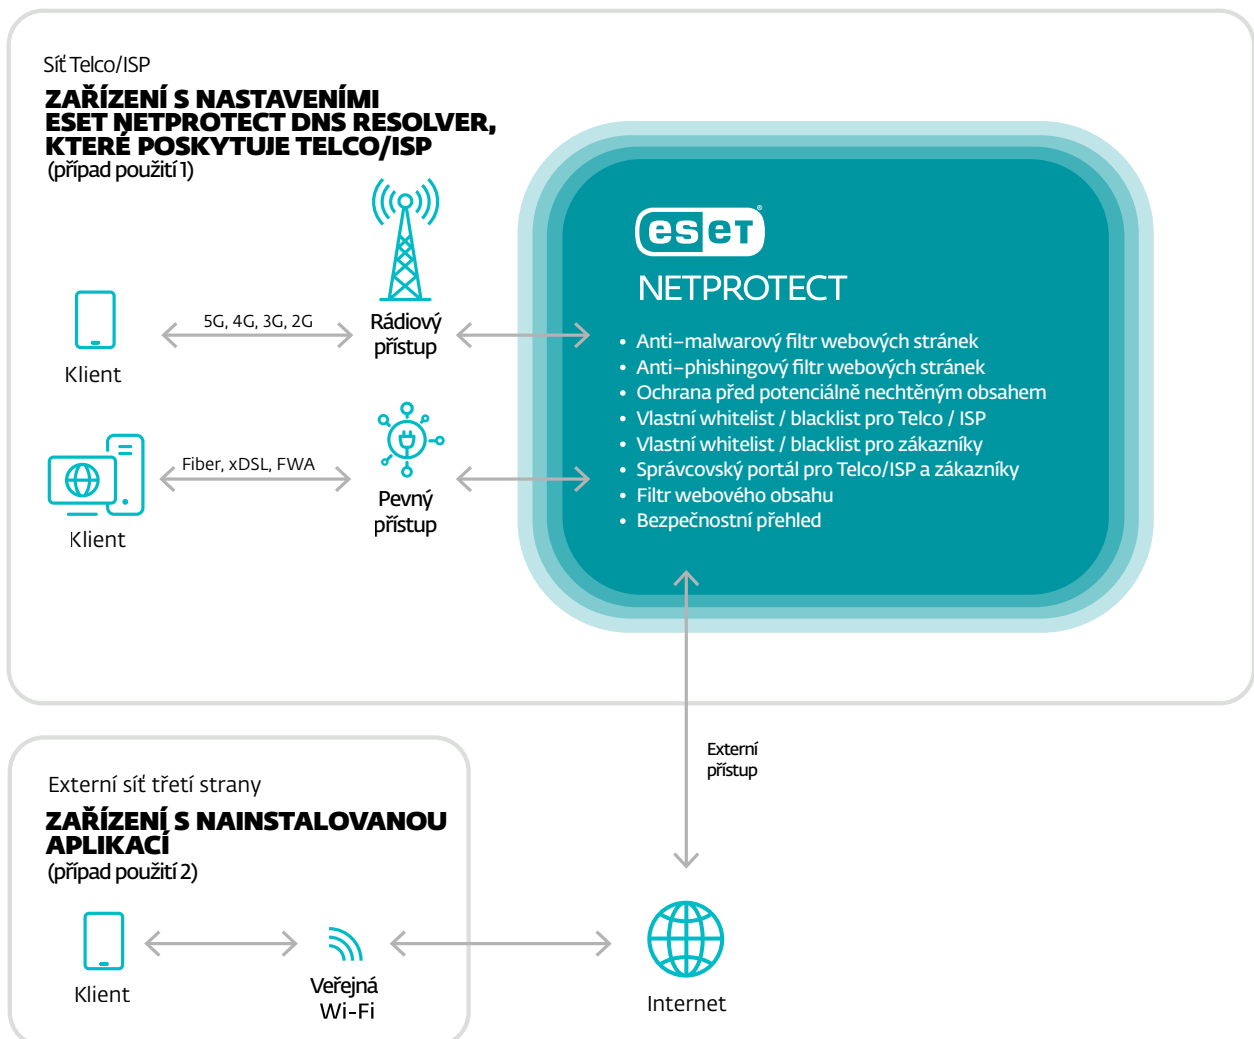 Síť Telco/ISP
ZAŘÍZENÍ S NASTAVENÍMI
ESET NETPROTECT DNS RESOLVER,
KTERÉ POSKYTUJE TELCO/ISP
(případ použití 1)
5G, 4G, 3G, 2G
Klient
Rádiový
přístup
Fiber, xDSL, FWA
Klient
Pevný
přístup
eset®
NETPROTECT
• Anti–malwarový filtr webových stránek
• Anti–phishingový filtr webových stránek
• Ochrana před potenciálně nechtěným obsahem
• Vlastní whitelist / blacklist pro Telco / ISP
• Vlastní whitelist / blacklist pro zákazníky
• Správcovský portál pro Telco/ISP a zákazníky
• Filtr webového obsahu
• Bezpečnostní přehled
Externí
přístup
Externí síť třetí strany
ZAŘÍZENÍ S NAINSTALOVANOU
APLIKACÍ
(případ použití 2)
Klient
Veřejná
Wi-Fi
Internet